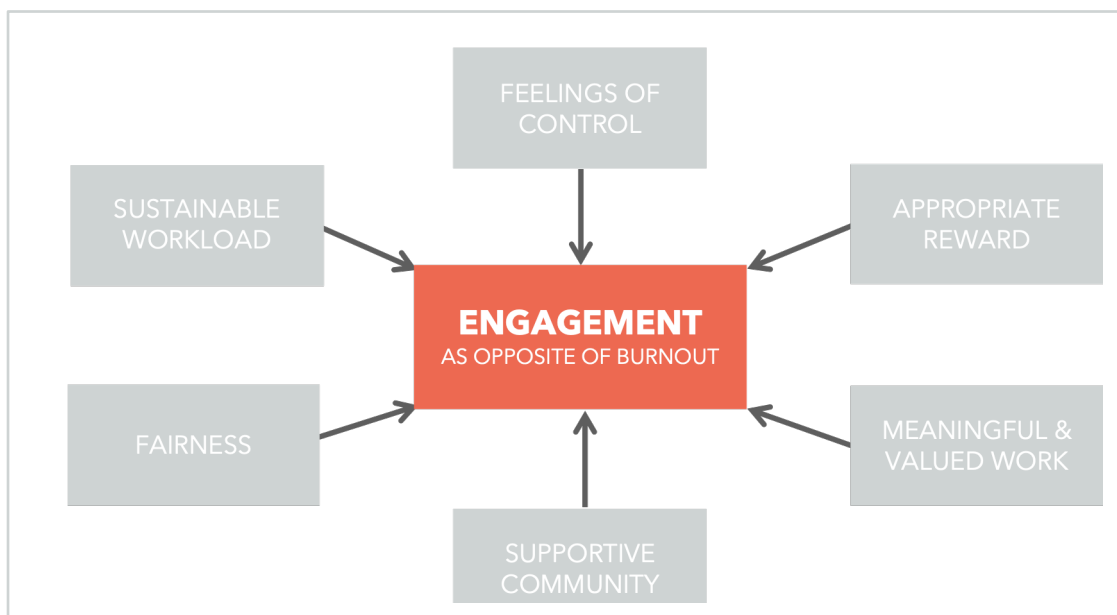 FEELINGS OF
CONTROL
SUSTAINABLE
WORKLOAD
APPROPRIATE
REWARD
ENGAGEMENT
AS OPPOSITE OF BURNOUT
FAIRNESS
MEANINGFUL &
VALUED WORK
SUPPORTIVE
COMMUNITY